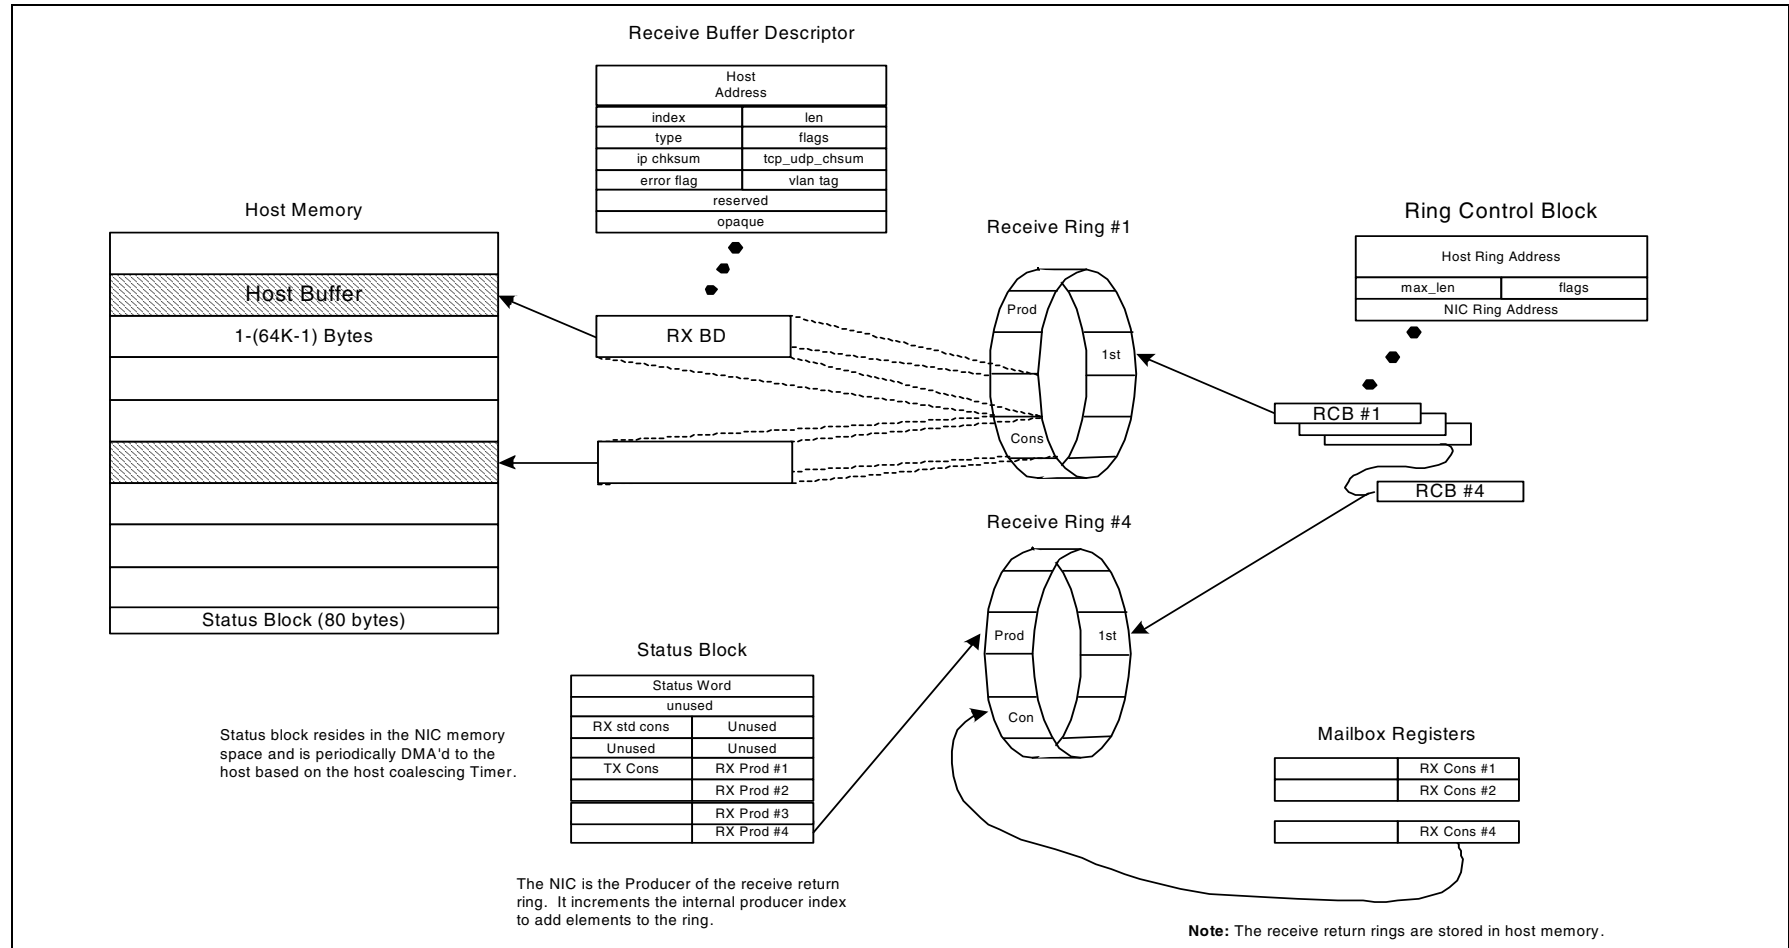 Receive Buffer Descriptor
Host
Address
index len
type flags
ip chksum tcp_udp_chsum
error flag vlan tag
reserved
opaque
Host Memory
Host Buffer
1-(64K-1) Bytes
Status Block (80 bytes)
RX BD
Receive Ring #1
Prod
1st
Cons
Ring Control Block
Host Ring Address
max_len flags
NIC Ring Address
RCB #1
RCB #4
Receive Ring #4
Prod
1st
Con
Status Block
Status Word
unused
RX std cons Unused
Unused Unused
TX Cons RX Prod #1
RX Prod #2
RX Prod #3
RX Prod #4
Status block resides in the NIC memory
space and is periodically DMA'd to the
host based on the host coalescing Timer.
Mailbox Registers
RX Cons #1
RX Cons #2
RX Cons #4
The NIC is the Producer of the receive return
ring. It increments the internal producer index
to add elements to the ring.
Note: The receive return rings are stored in host memory.